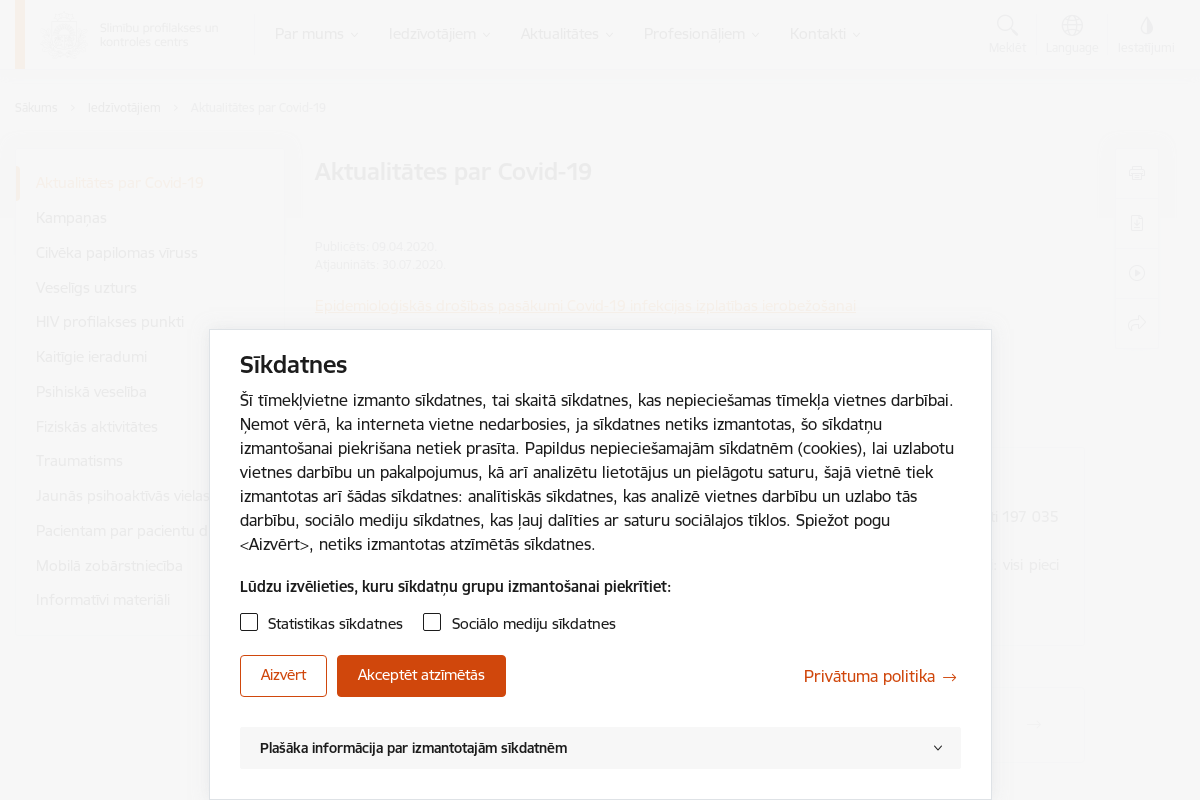 Slimību profilakses un
kontroles centrs
Par mums
Iedzīvotājiem
Aktualitātes
Profesionāļiem
Kontakti
Meklēt
Language
Iestatījumi
Sākums
Iedzīvotājiem
Aktualitātes par Covid-19
Aktualitātes par Covid-19
Kampaņas
Cilvēka papilomas vīruss
Veselīgs uzturs
HIV profilakses punkti
Kaitīgie ieradumi
Psihiskā veselība
Fiziskās aktivitātes
Traumatisms
Jaunās psihoaktīvās vielas
Pacientam par pacientu d
Mobilā zobārstniecība
Informatīvi materiāli
Aktualitātes par Covid-19
Publicēts: 09.04.2020.
Atjaunināts: 30.07.2020.
Epidemioloģiskās drošības pasākumi Covid-19 infekcijas izplatības ierobežošanai
197 035
visi pieci
Sīkdatnes
Šī tīmekļvietne izmanto sīkdatnes, tai skaitā sīkdatnes, kas nepieciešamas tīmekļa vietnes darbībai.
Ņemot vērā, ka interneta vietne nedarbosies, ja sīkdatnes netiks izmantotas, šo sīkdatņu
izmantošanai piekrišana netiek prasīta. Papildus nepieciešamajām sīkdatnēm (cookies), lai uzlabotu
vietnes darbību un pakalpojumus, kā arī analizētu lietotājus un pielāgotu saturu, šajā vietnē tiek
izmantotas arī šādas sīkdatnes: analītiskās sīkdatnes, kas analizē vietnes darbību un uzlabo tās
darbību, sociālo mediju sīkdatnes, kas ļauj dalīties ar saturu sociālajos tīklos. Spiežot pogu
<Aizvērt>, netiks izmantotas atzīmētās sīkdatnes.
Lūdzu izvēlieties, kuru sīkdatņu grupu izmantošanai piekrītiet:
Statistikas sīkdatnes
Sociālo mediju sīkdatnes
Aizvērt
Akceptēt atzīmētās
Privātuma politika →
Plašāka informācija par izmantotajām sīkdatnēm